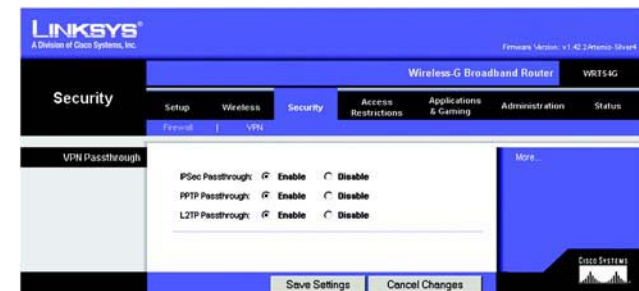 LINKSYS®
A Division of Cisco Systems, Inc.
Firmware Version: v1.42.2
Wireless-G Broadband Router WRT54G
Security
Setup Wireless Security Access Restrictions Applications & Gaming Administration Status
Firewall | VPN
VPN Passthrough
IPSec Passthrough: Enable Disable
PPTP Passthrough: Enable Disable
L2TP Passthrough: Enable Disable
More...
Save Settings Cancel Changes
CISCO SYSTEMS